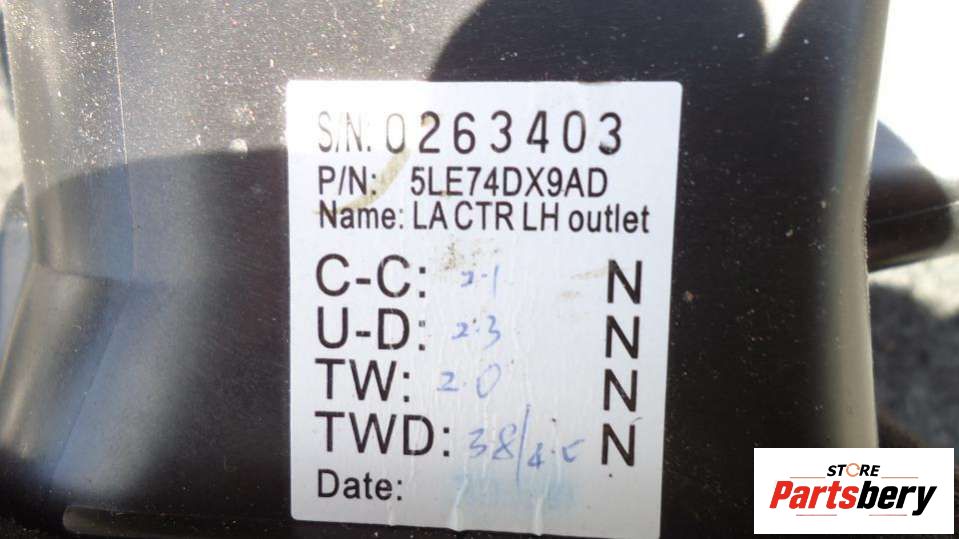 S/N: 0263403
P/N: 5LE74DX9AD
Name: LA CTR LH outlet
C-C: 2.1 N
U-D: 2.3 N
TW: 2.0 N
TWD: 38/4.5 N
Date:
STORE
Partsbery